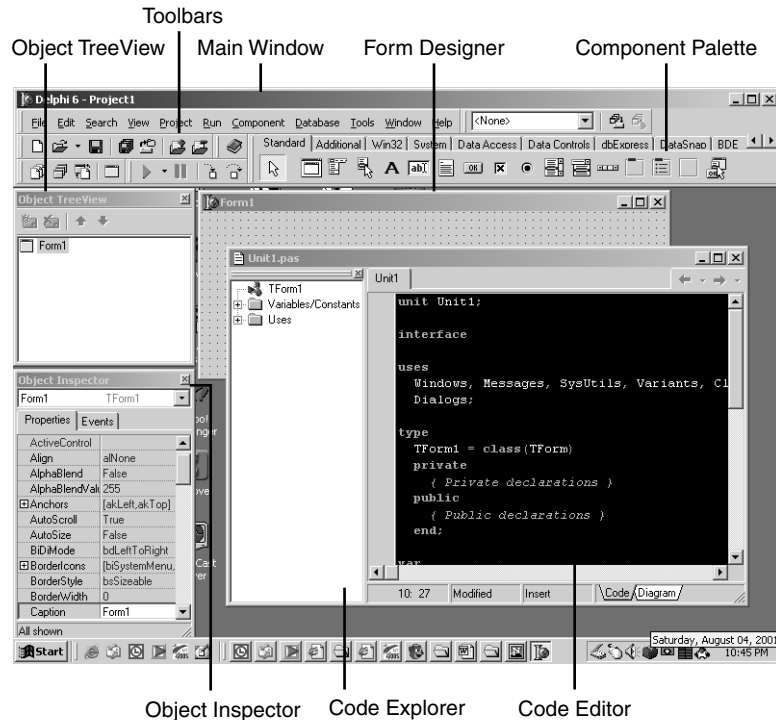 Toolbars
Object TreeView
Main Window
Form Designer
Component Palette
Delphi 6 - Project1
File Edit Search View Project Run Component Database Tools Window Help
<None>
Standard Additional Win32 System Data Access Data Controls dbExpress DataSnap BDE
A
ab
OK
Object TreeView
Form1
Form1
Unit1.pas
TForm1
Variables/Constants
Uses
Unit1
unit Unit1;
interface
uses
Windows, Messages, SysUtils, Variants, Cl
Dialogs;
type
TForm1 = class(TForm)
private
{ Private declarations }
public
{ Public declarations }
end;
var
10: 27 Modified Insert Code Diagram
Object Inspector
Form1 TForm1
Properties Events
ActiveControl
Align alNone
AlphaBlend False
AlphaBlendValu 255
Anchors [akLeft,akTop]
AutoScroll True
AutoSize False
BiDiMode bdLeftToRight
BorderIcons [biSystemMenu,
BorderStyle bsSizeable
BorderWidth 0
Caption Form1
All shown
Start
Saturday, August 04, 2001
10:45 PM
Object Inspector
Code Explorer
Code Editor